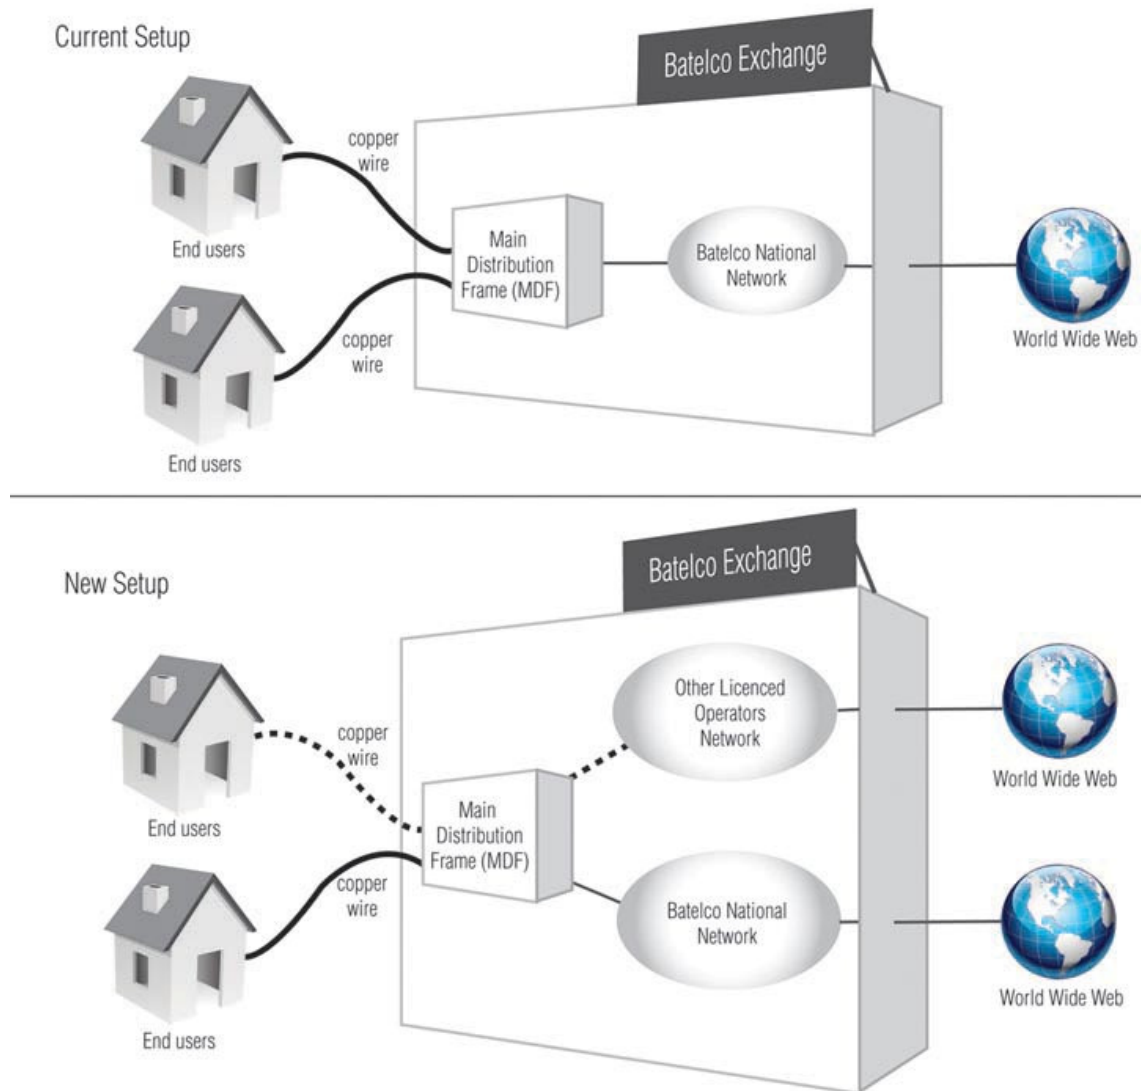 Current Setup
Batelco Exchange
copper
wire
End users
Main
Distribution
Frame (MDF)
Batelco National
Network
World Wide Web
copper
wire
End users
New Setup
Batelco Exchange
copper
wire
End users
Other Licenced
Operators
Network
World Wide Web
Main
Distribution
Frame (MDF)
copper
wire
Batelco National
Network
World Wide Web
End users